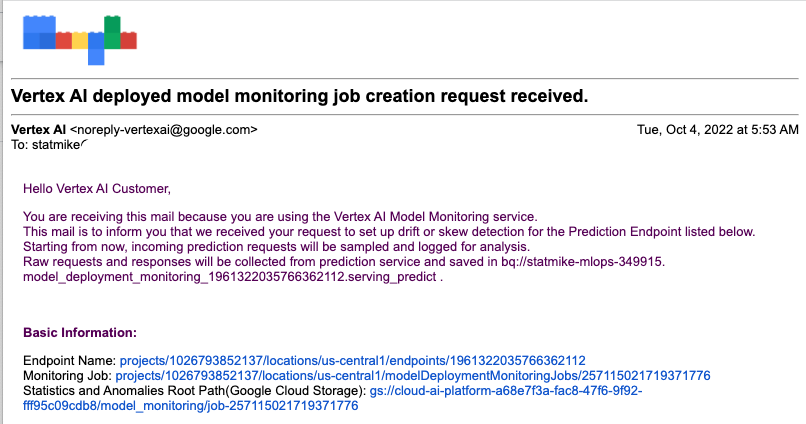 Vertex AI deployed model monitoring job creation request received.
Vertex AI <noreply-vertexai@google.com> Tue, Oct 4, 2022 at 5:53 AM
To: statmike
Hello Vertex AI Customer,
You are receiving this mail because you are using the Vertex AI Model Monitoring service.
This mail is to inform you that we received your request to set up drift or skew detection for the Prediction Endpoint listed below.
Starting from now, incoming prediction requests will be sampled and logged for analysis.
Raw requests and responses will be collected from prediction service and saved in bq://statmike-mlops-349915.
model_deployment_monitoring_1961322035766362112.serving_predict .
Basic Information:
Endpoint Name: projects/1026793852137/locations/us-central1/endpoints/1961322035766362112
Monitoring Job: projects/1026793852137/locations/us-central1/modelDeploymentMonitoringJobs/257115021719371776
Statistics and Anomalies Root Path(Google Cloud Storage): gs://cloud-ai-platform-a68e7f3a-fac8-47f6-9f92-
fff95c09cdb8/model_monitoring/job-257115021719371776